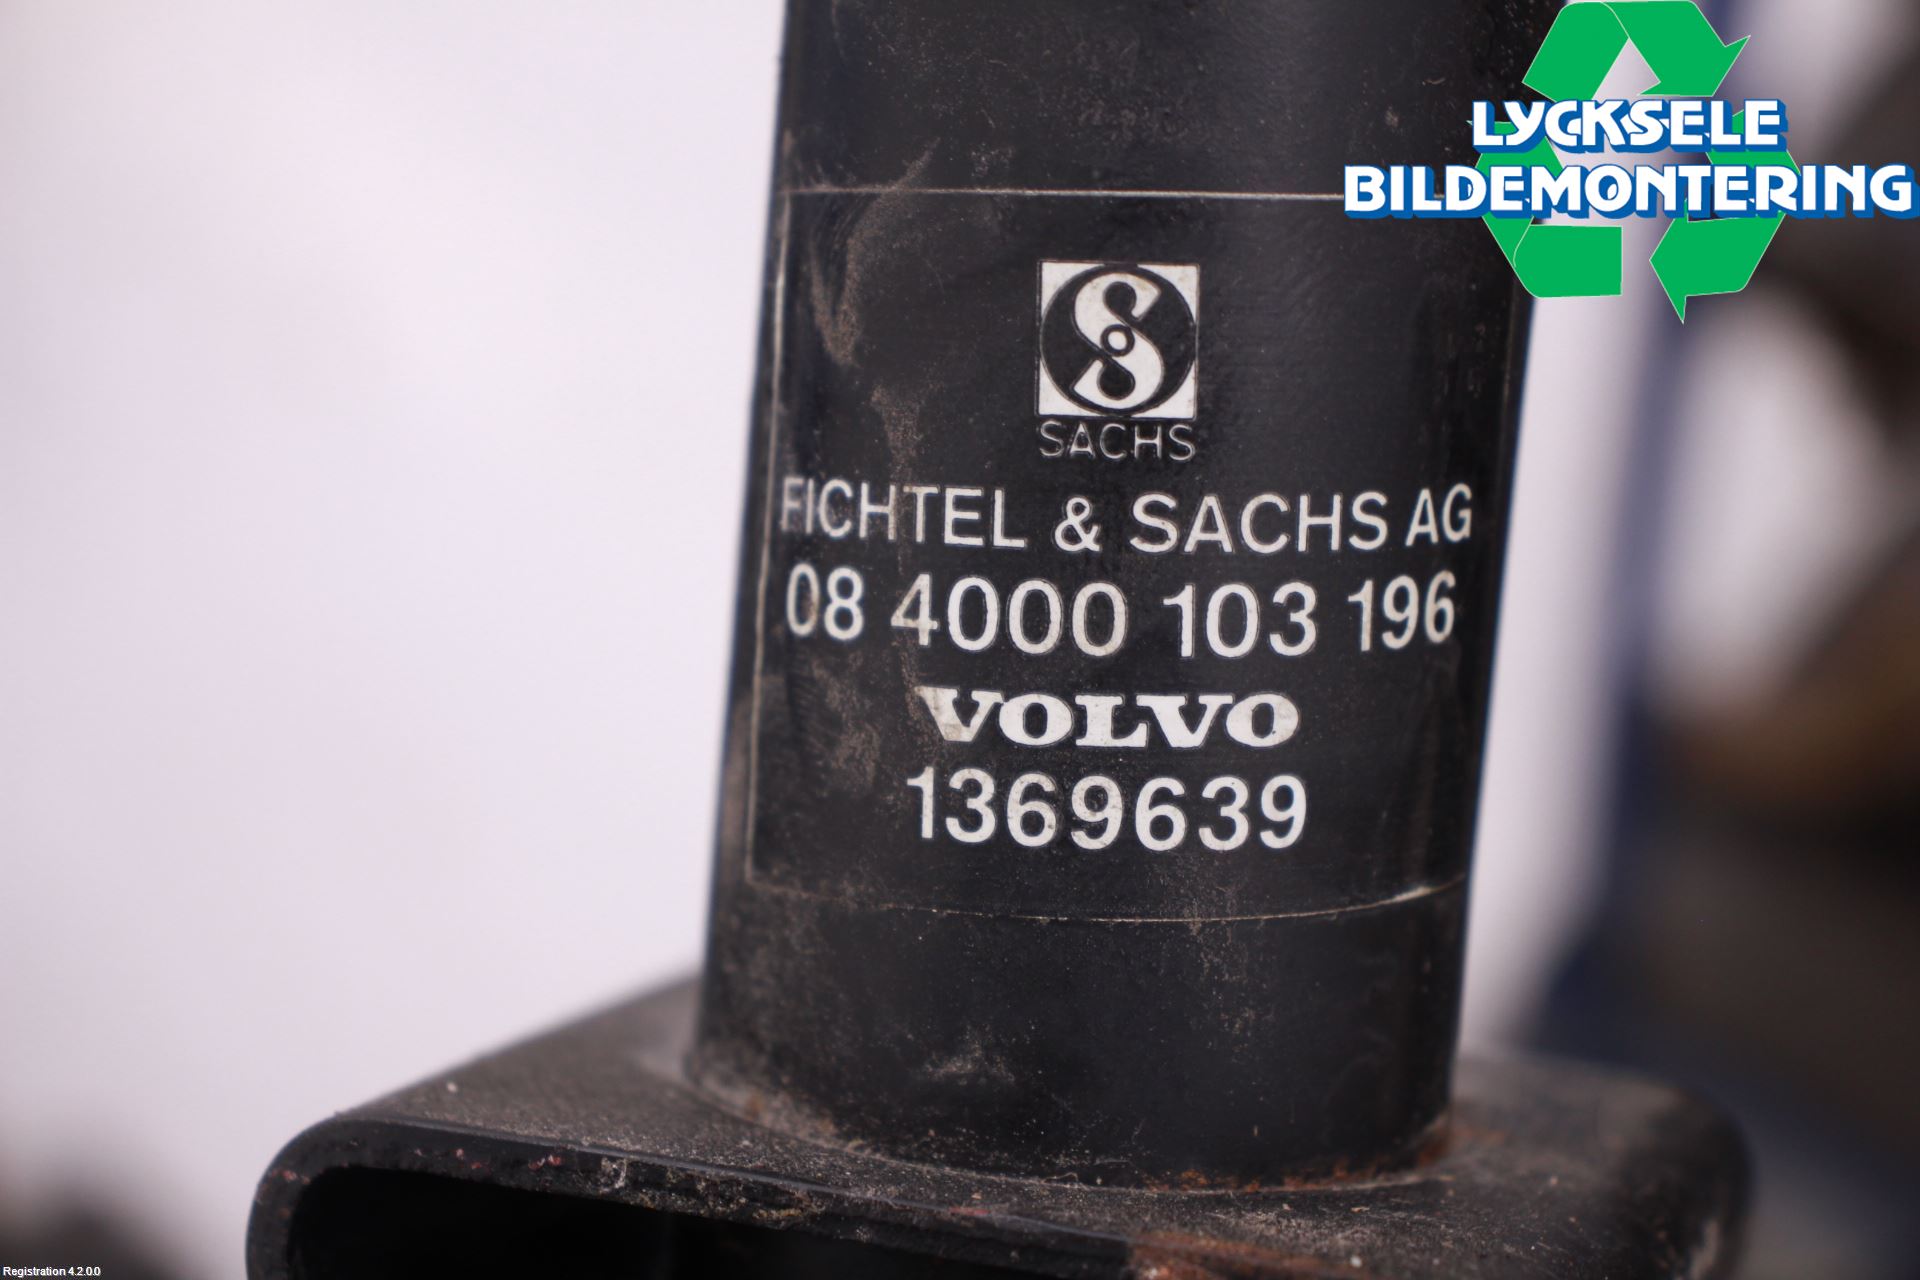 LYCKSELE
BILDEMONTERING
SACHS
FICHTEL & SACHS AG
08 4000 103 196
VOLVO
1369639
Registration 4.2.0.0